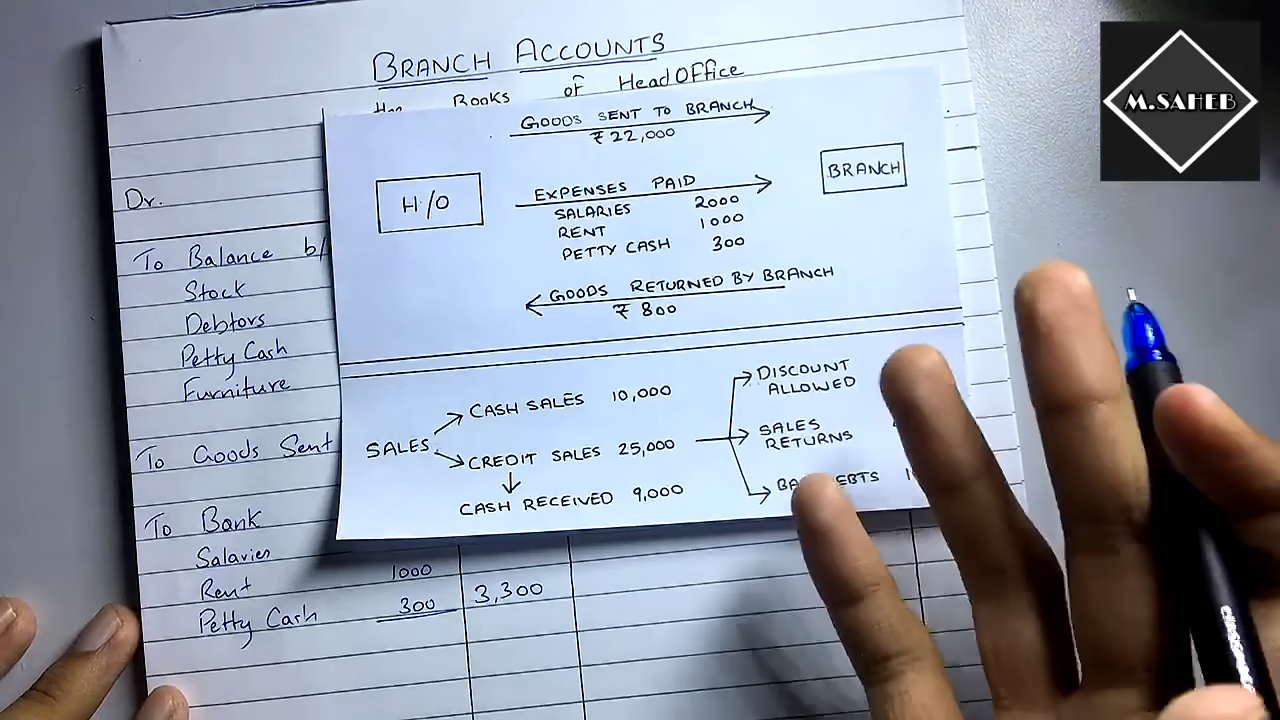 BRANCH ACCOUNTS
Books of Head Office
GOODS SENT TO BRANCH
₹ 22,000
H/O
BRANCH
EXPENSES PAID
SALARIES 2000
RENT 1000
PETTY CASH 300
GOODS RETURNED BY BRANCH
₹ 800
SALES
CASH SALES 10,000
CREDIT SALES 25,000
CASH RECEIVED 9,000
DISCOUNT
ALLOWED
SALES
RETURNS
Dr.
To Balance b/
Stock
Debtors
Petty Cash
Furniture
To Goods Sent
To Bank
Salaries
Rent 1000
Petty Cash 300 3,300
M.SAHEB